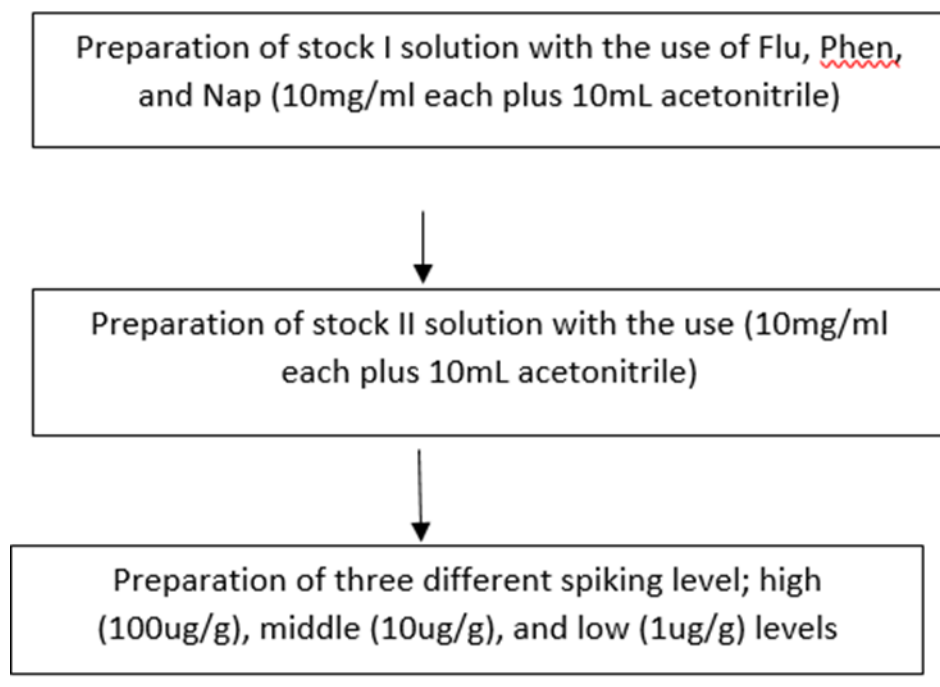 Preparation of stock I solution with the use of Flu, Phen,
and Nap (10mg/ml each plus 10mL acetonitrile)
Preparation of stock II solution with the use (10mg/ml
each plus 10mL acetonitrile)
Preparation of three different spiking level; high
(100ug/g), middle (10ug/g), and low (1ug/g) levels